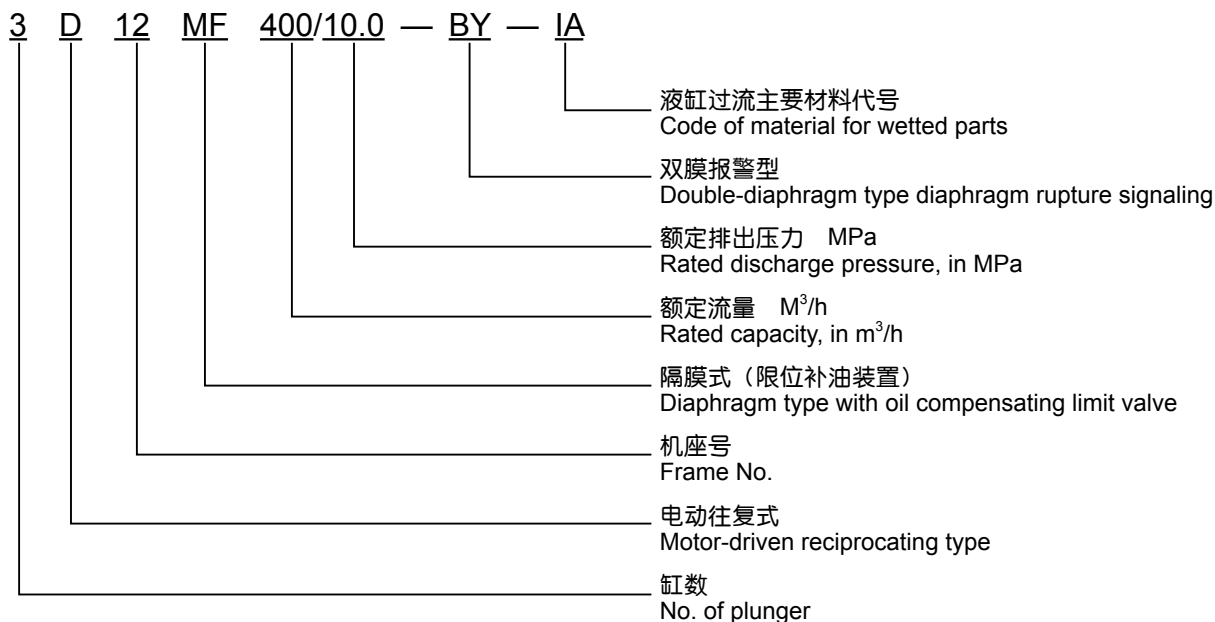 3 D 12 MF 400/10.0 — BY — IA
液缸过流主要材料代号
Code of material for wetted parts
双膜报警型
Double-diaphragm type diaphragm rupture signaling
额定排出压力 MPa
Rated discharge pressure, in MPa
额定流量 M³/h
Rated capacity, in m³/h
隔膜式（限位补油装置）
Diaphragm type with oil compensating limit valve
机座号
Frame No.
电动往复式
Motor-driven reciprocating type
缸数
No. of plunger